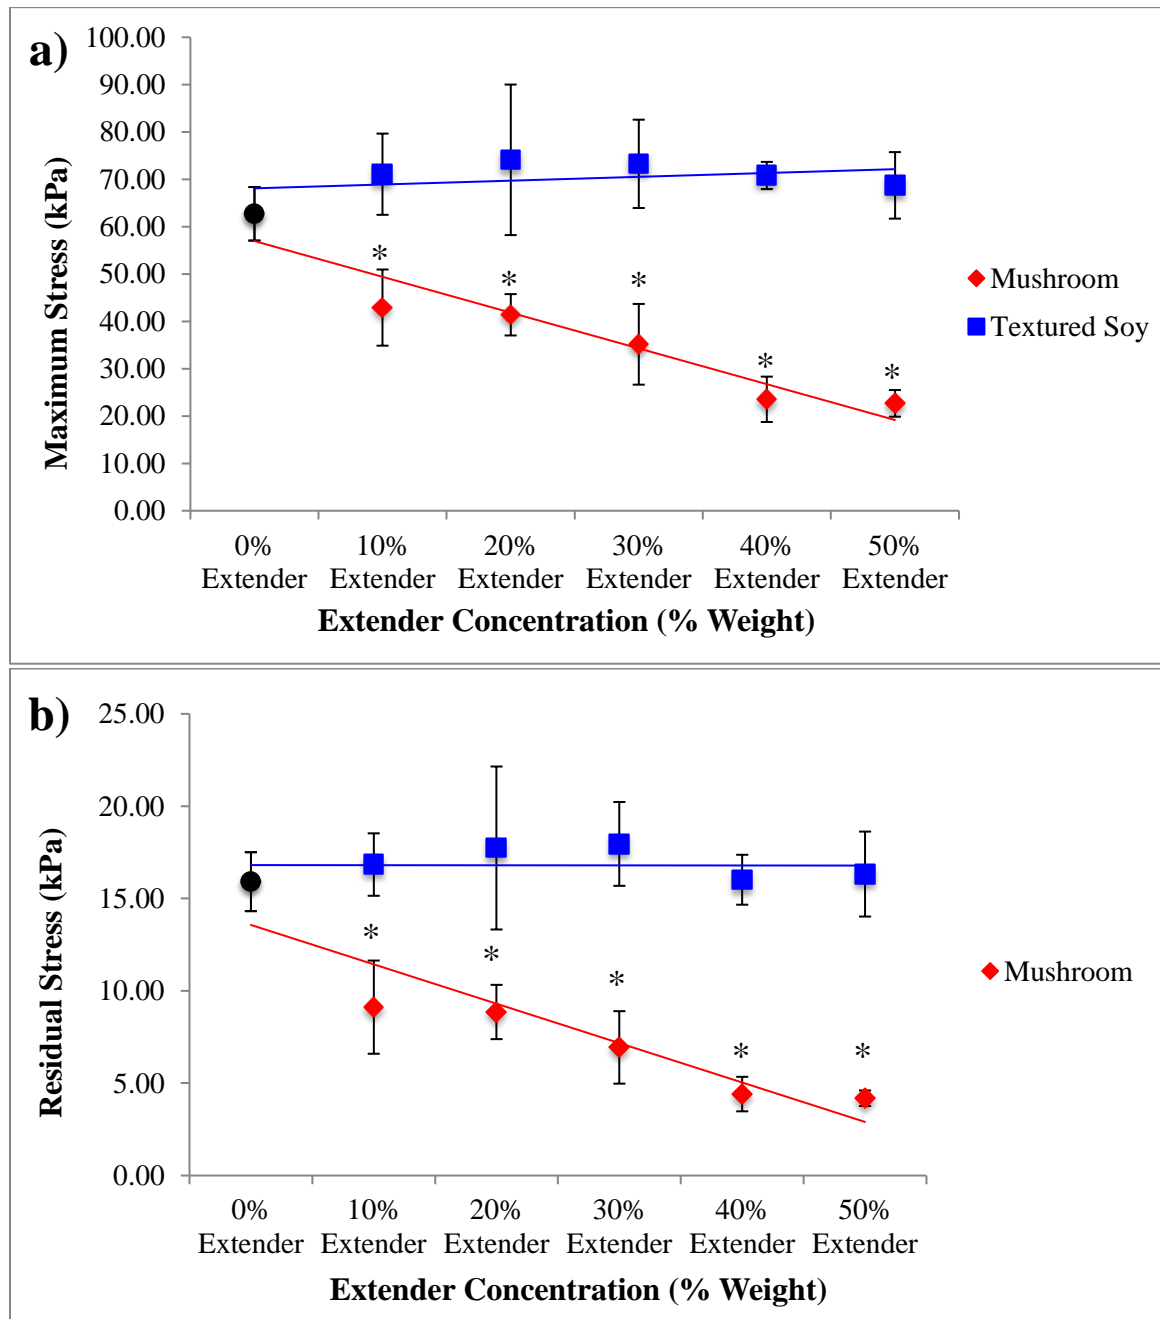 a)
100.00
90.00
80.00
70.00
60.00
50.00
40.00
30.00
20.00
10.00
0.00
Maximum Stress (kPa)
* * * * *
0% 10% 20% 30% 40% 50%
Extender Extender Extender Extender Extender Extender
Extender Concentration (% Weight)
Mushroom
Textured Soy
b)
25.00
20.00
15.00
10.00
5.00
0.00
Residual Stress (kPa)
* * * * *
0% 10% 20% 30% 40% 50%
Extender Extender Extender Extender Extender Extender
Extender Concentration (% Weight)
Mushroom